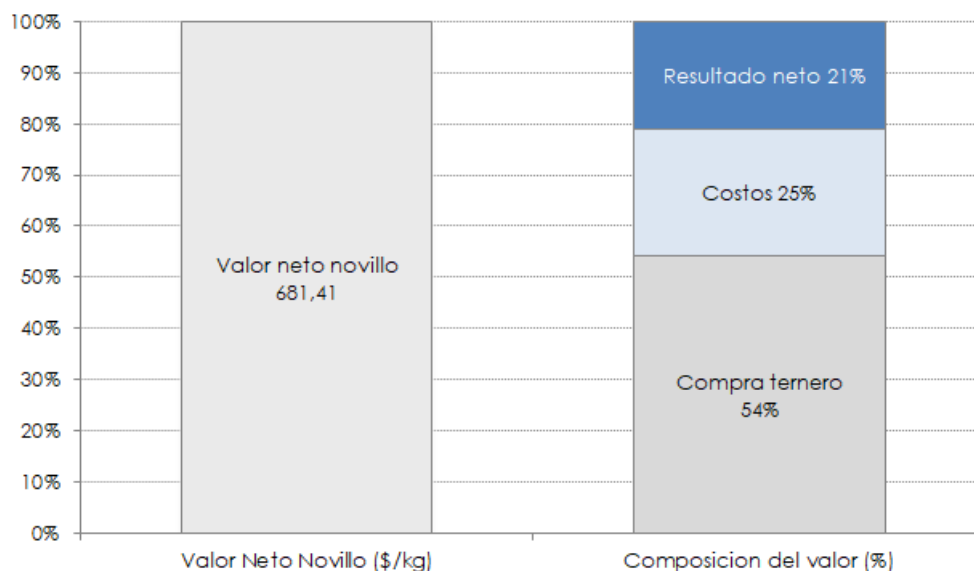 100%
90%
80%
70%
60%
50%
40%
30%
20%
10%
0%
Valor neto novillo
681,41
Resultado neto 21%
Costos 25%
Compra ternero
54%
Valor Neto Novillo ($/kg)
Composicion del valor (%)